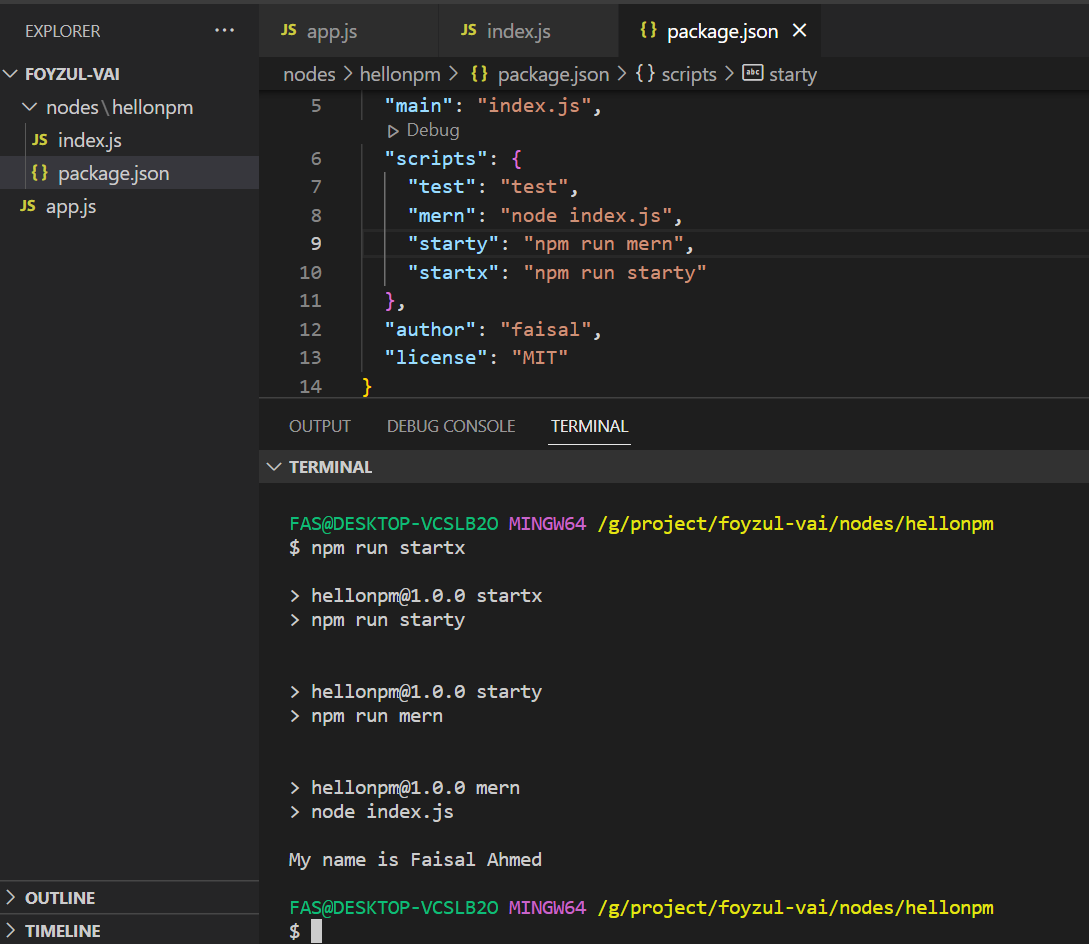 EXPLORER ···
FOYZUL-VAI
nodes\hellonpm
JS index.js
{} package.json
JS app.js
OUTLINE
TIMELINE
JS app.js JS index.js {} package.json ×
nodes > hellonpm > {} package.json > {} scripts > abc starty
5 "main": "index.js",
▷ Debug
6 "scripts": {
7 "test": "test",
8 "mern": "node index.js",
9 "starty": "npm run mern",
10 "startx": "npm run starty"
11 },
12 "author": "faisal",
13 "license": "MIT"
14 }
OUTPUT DEBUG CONSOLE TERMINAL
TERMINAL
FAS@DESKTOP-VCSLB2O MINGW64 /g/project/foyzul-vai/nodes/hellonpm
$ npm run startx
> hellonpm@1.0.0 startx
> npm run starty
> hellonpm@1.0.0 starty
> npm run mern
> hellonpm@1.0.0 mern
> node index.js
My name is Faisal Ahmed
FAS@DESKTOP-VCSLB2O MINGW64 /g/project/foyzul-vai/nodes/hellonpm
$